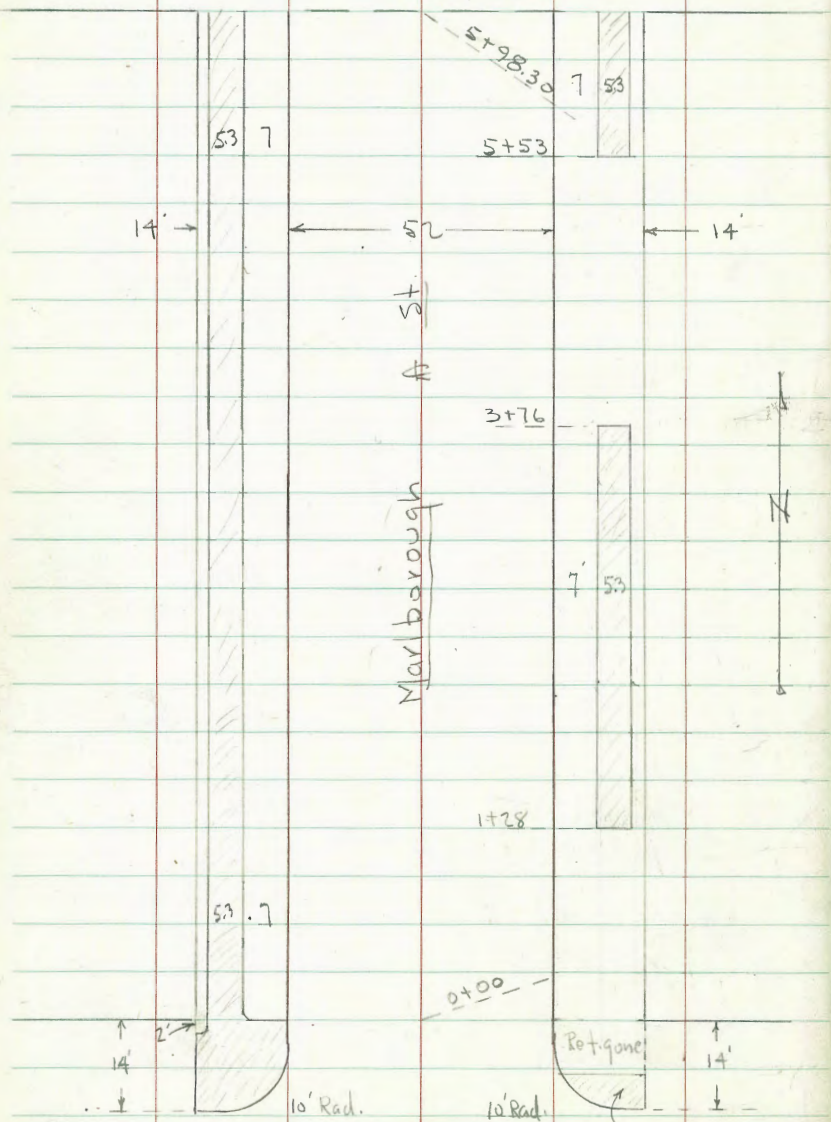 5+98.30
7 5.3
5.3 7
5+53
14'
52
14'
St.
3+76
Marlborough
N
7' 5.3
1+28
5.3 .7
0+00
2'
14'
Ret. gone
14'
10' Rad.
10' Rad.